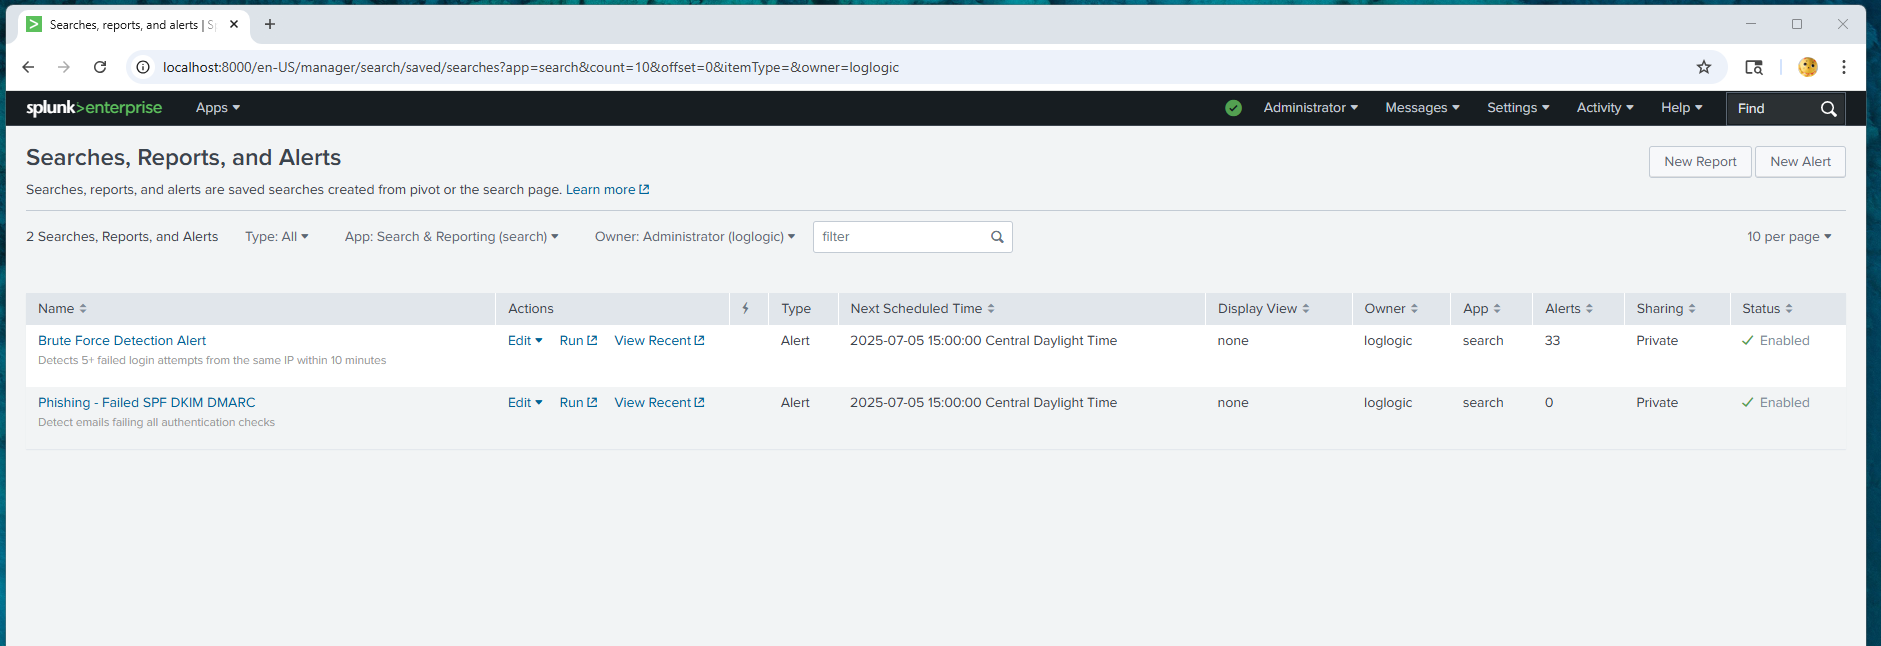 Searches, reports, and alerts | S
localhost:8000/en-US/manager/search/saved/searches?app=search&count=10&offset=0&itemType=&owner=loglogic
splunk>enterprise Apps Administrator Messages Settings Activity Help Find
Searches, Reports, and Alerts
New Report New Alert
Searches, reports, and alerts are saved searches created from pivot or the search page. Learn more
2 Searches, Reports, and Alerts Type: All App: Search & Reporting (search) Owner: Administrator (loglogic) filter 10 per page
Name Actions Type Next Scheduled Time Display View Owner App Alerts Sharing Status
Brute Force Detection Alert Edit Run View Recent Alert 2025-07-05 15:00:00 Central Daylight Time none loglogic search 33 Private Enabled
Detects 5+ failed login attempts from the same IP within 10 minutes
Phishing - Failed SPF DKIM DMARC Edit Run View Recent Alert 2025-07-05 15:00:00 Central Daylight Time none loglogic search 0 Private Enabled
Detect emails failing all authentication checks